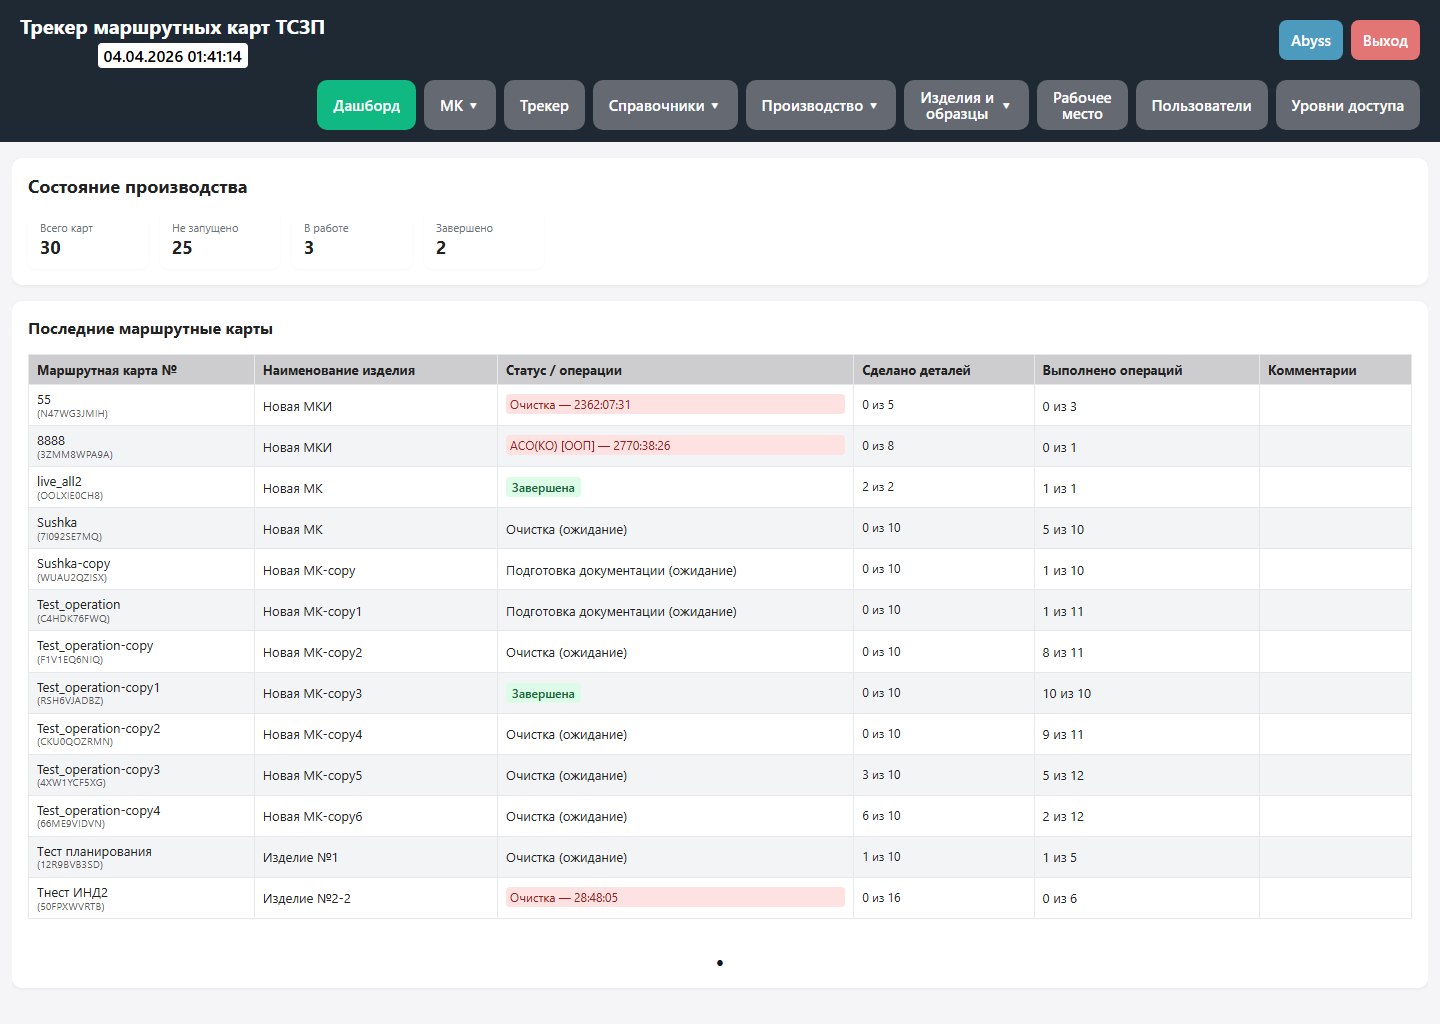 Трекер маршрутных карт ТСЗП
04.04.2026 01:41:14
Abyss
Выход
Дашборд
МК ▼
Трекер
Справочники ▼
Производство ▼
Изделия и образцы ▼
Рабочее место
Пользователи
Уровни доступа
Состояние производства
Всего карт
30
Не запущено
25
В работе
3
Завершено
2
Последние маршрутные карты
Маршрутная карта № Наименование изделия Статус / операции Сделано деталей Выполнено операций Комментарии
55 Новая МКИ Очистка — 2362:07:31 0 из 5 0 из 3
(N47WG3JMIH)
8888 Новая МКИ АСО(КО) [ООП] — 2770:38:26 0 из 8 0 из 1
(3ZMM8WPA9A)
live_all2 Новая МК Завершена 2 из 2 1 из 1
(OOLXIE0CH8)
Sushka Новая МК Очистка (ожидание) 0 из 10 5 из 10
(7I092SE7MQ)
Sushka-copy Новая МК-copy Подготовка документации (ожидание) 0 из 10 1 из 10
(WUAU2QZISX)
Test_operation Новая МК-copy1 Подготовка документации (ожидание) 0 из 10 1 из 11
(C4HDK76FWQ)
Test_operation-copy Новая МК-copy2 Очистка (ожидание) 0 из 10 8 из 11
(F1V1EQ6NIQ)
Test_operation-copy1 Новая МК-copy3 Завершена 0 из 10 10 из 10
(RSH6VJADBZ)
Test_operation-copy2 Новая МК-copy4 Очистка (ожидание) 0 из 10 9 из 11
(CKU0QOZRMN)
Test_operation-copy3 Новая МК-copy5 Очистка (ожидание) 3 из 10 5 из 12
(4XW1YCF5XG)
Test_operation-copy4 Новая МК-copy6 Очистка (ожидание) 6 из 10 2 из 12
(66ME9VIDVN)
Тест планирования Изделие №1 Очистка (ожидание) 1 из 10 1 из 5
(12R9BVB3SD)
Тнест ИНД2 Изделие №2-2 Очистка — 28:48:05 0 из 16 0 из 6
(50FPXWVRTB)